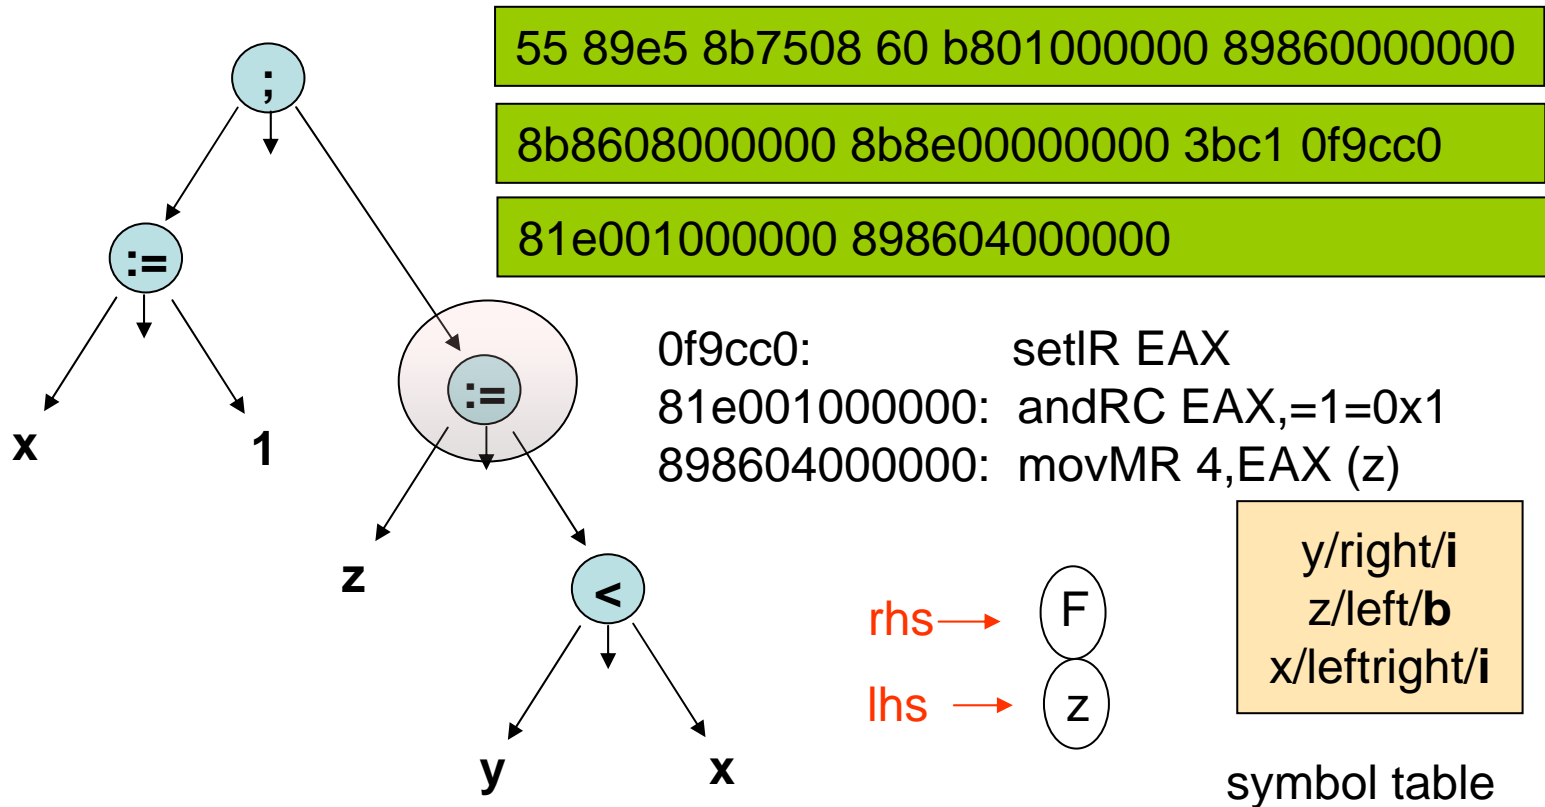 55 89e5 8b7508 60 b801000000 89860000000
8b8608000000 8b8e00000000 3bc1 0f9cc0
81e001000000 898604000000
;
:=
x
1
:=
z
<
y
x
0f9cc0: setlR EAX
81e001000000: andRC EAX,=1=0x1
898604000000: movMR 4,EAX (z)
rhs
F
lhs
z
y/right/i
z/left/b
x/leftright/i
symbol table